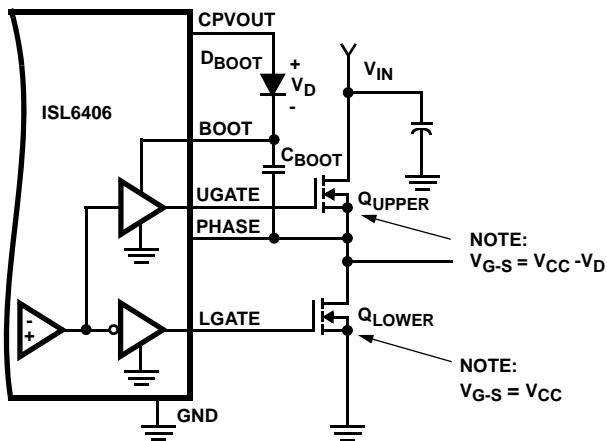 CPVOUT
D_BOOT
+
V_D
-
V_IN
ISL6406
BOOT
C_BOOT
UGATE
Q_UPPER
PHASE
NOTE:
V_G-S = V_CC -V_D
-
+
LGATE
Q_LOWER
NOTE:
V_G-S = V_CC
GND